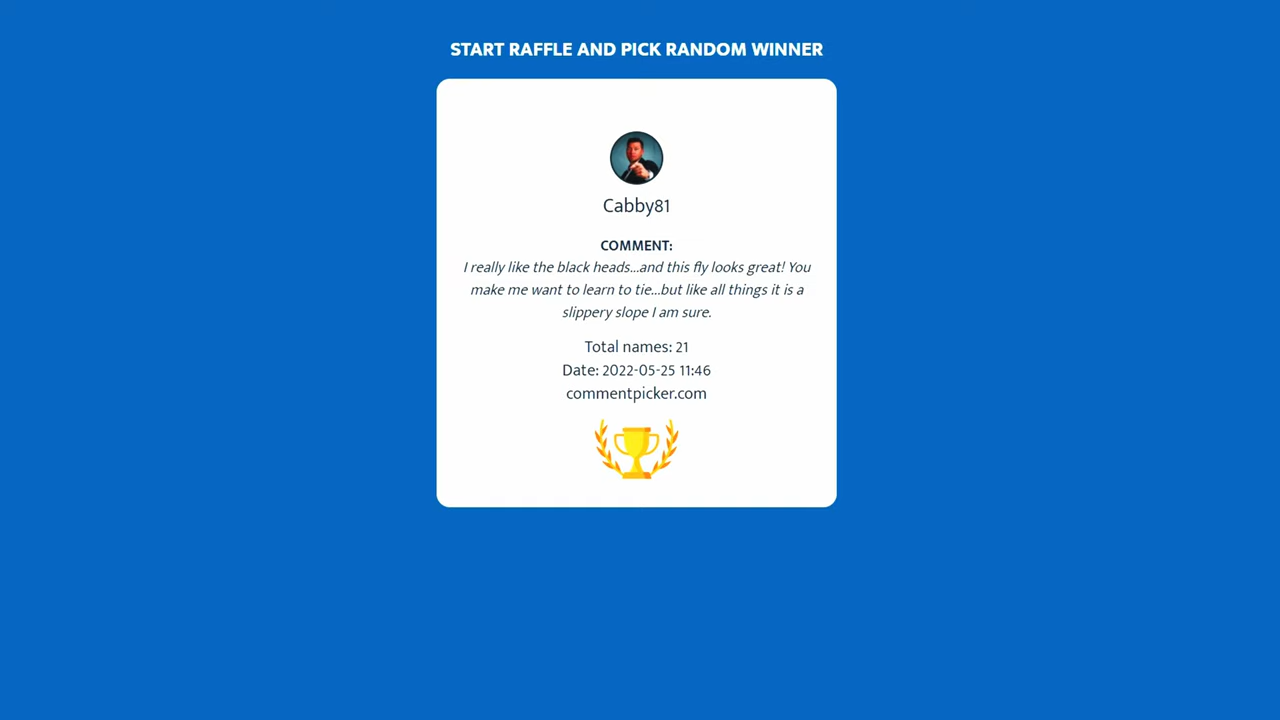 START RAFFLE AND PICK RANDOM WINNER
Cabby81
COMMENT:
I really like the black heads...and this fly looks great! You
make me want to learn to tie...but like all things it is a
slippery slope I am sure.
Total names: 21
Date: 2022-05-25 11:46
commentpicker.com